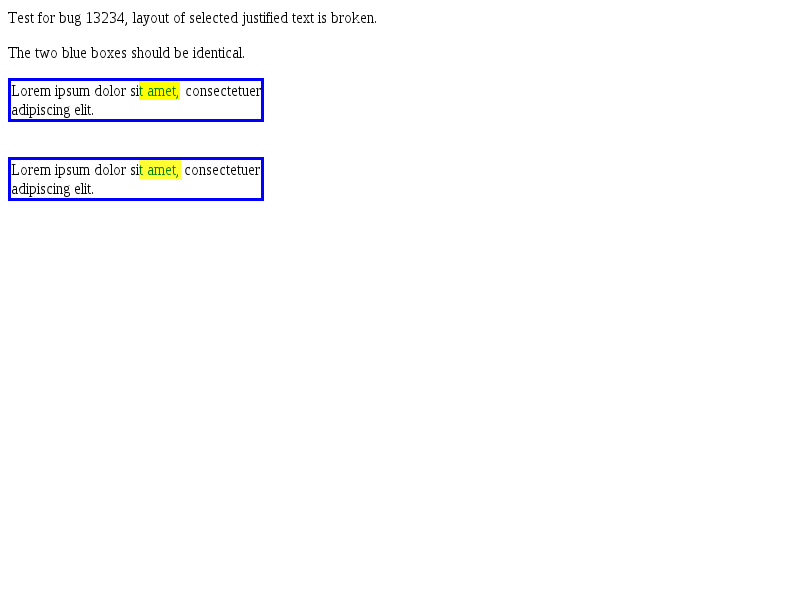 Test for bug 13234, layout of selected justified text is broken.
The two blue boxes should be identical.
Lorem ipsum dolor sit amet, consectetuer
adipiscing elit.
Lorem ipsum dolor sit amet, consectetuer
adipiscing elit.